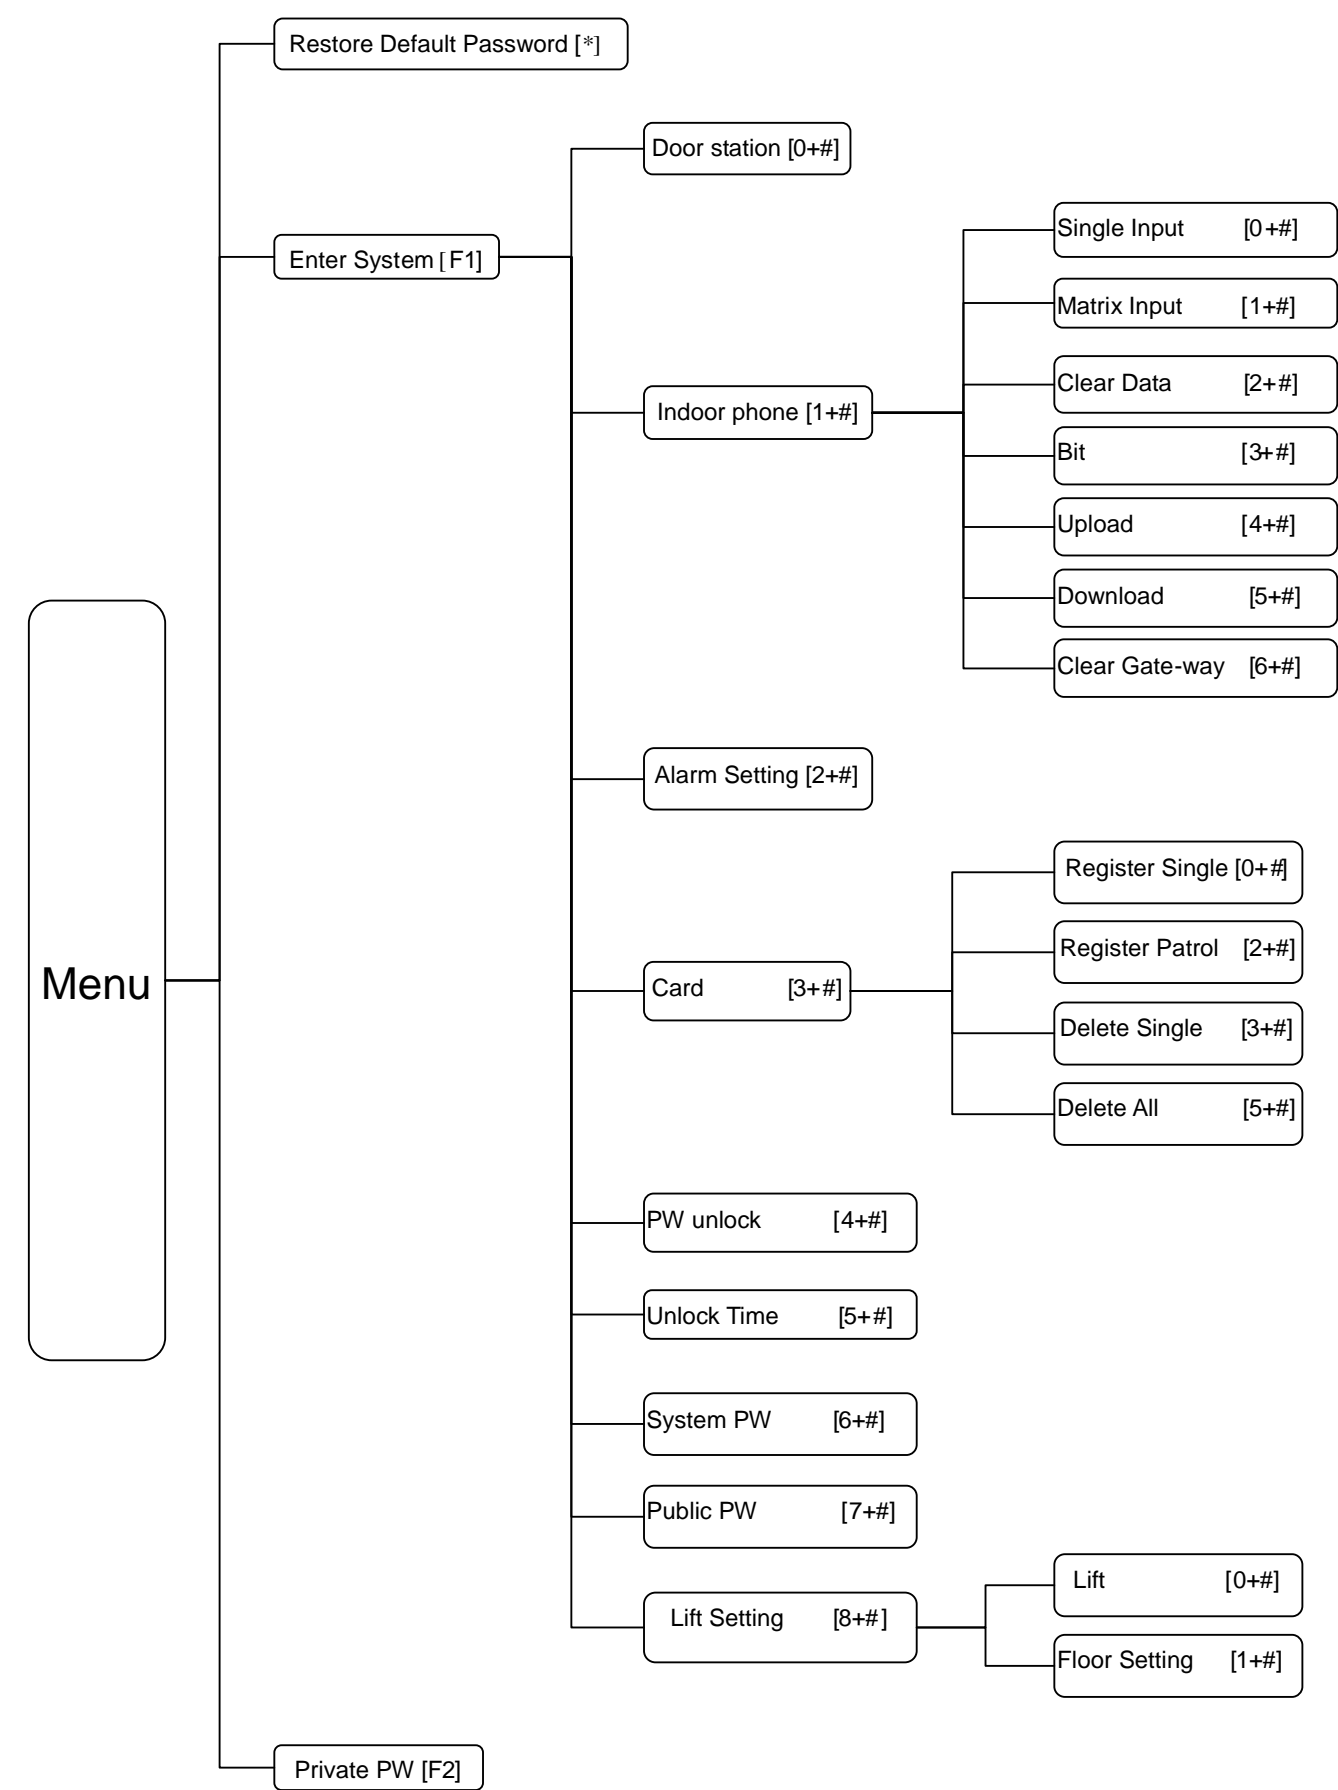 Restore Default Password [*]
Door station [0+#]
Single Input [0+#]
Enter System [F1]
Matrix Input [1+#]
Clear Data [2+#]
Indoor phone [1+#]
Bit [3+#]
Upload [4+#]
Download [5+#]
Clear Gate-way [6+#]
Alarm Setting [2+#]
Register Single [0+#]
Register Patrol [2+#]
Menu
Card [3+#]
Delete Single [3+#]
Delete All [5+#]
PW unlock [4+#]
Unlock Time [5+#]
System PW [6+#]
Public PW [7+#]
Lift [0+#]
Lift Setting [8+#]
Floor Setting [1+#]
Private PW [F2]